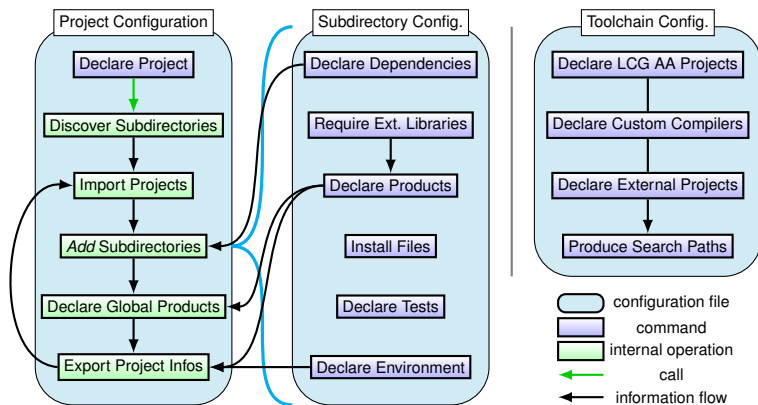 Project Configuration
Declare Project
Discover Subdirectories
Import Projects
Add Subdirectories
Declare Global Products
Export Project Infos
Subdirectory Config.
Declare Dependencies
Require Ext. Libraries
Declare Products
Install Files
Declare Tests
Declare Environment
Toolchain Config.
Declare LCG AA Projects
Declare Custom Compilers
Declare External Projects
Produce Search Paths
configuration file
command
internal operation
call
information flow